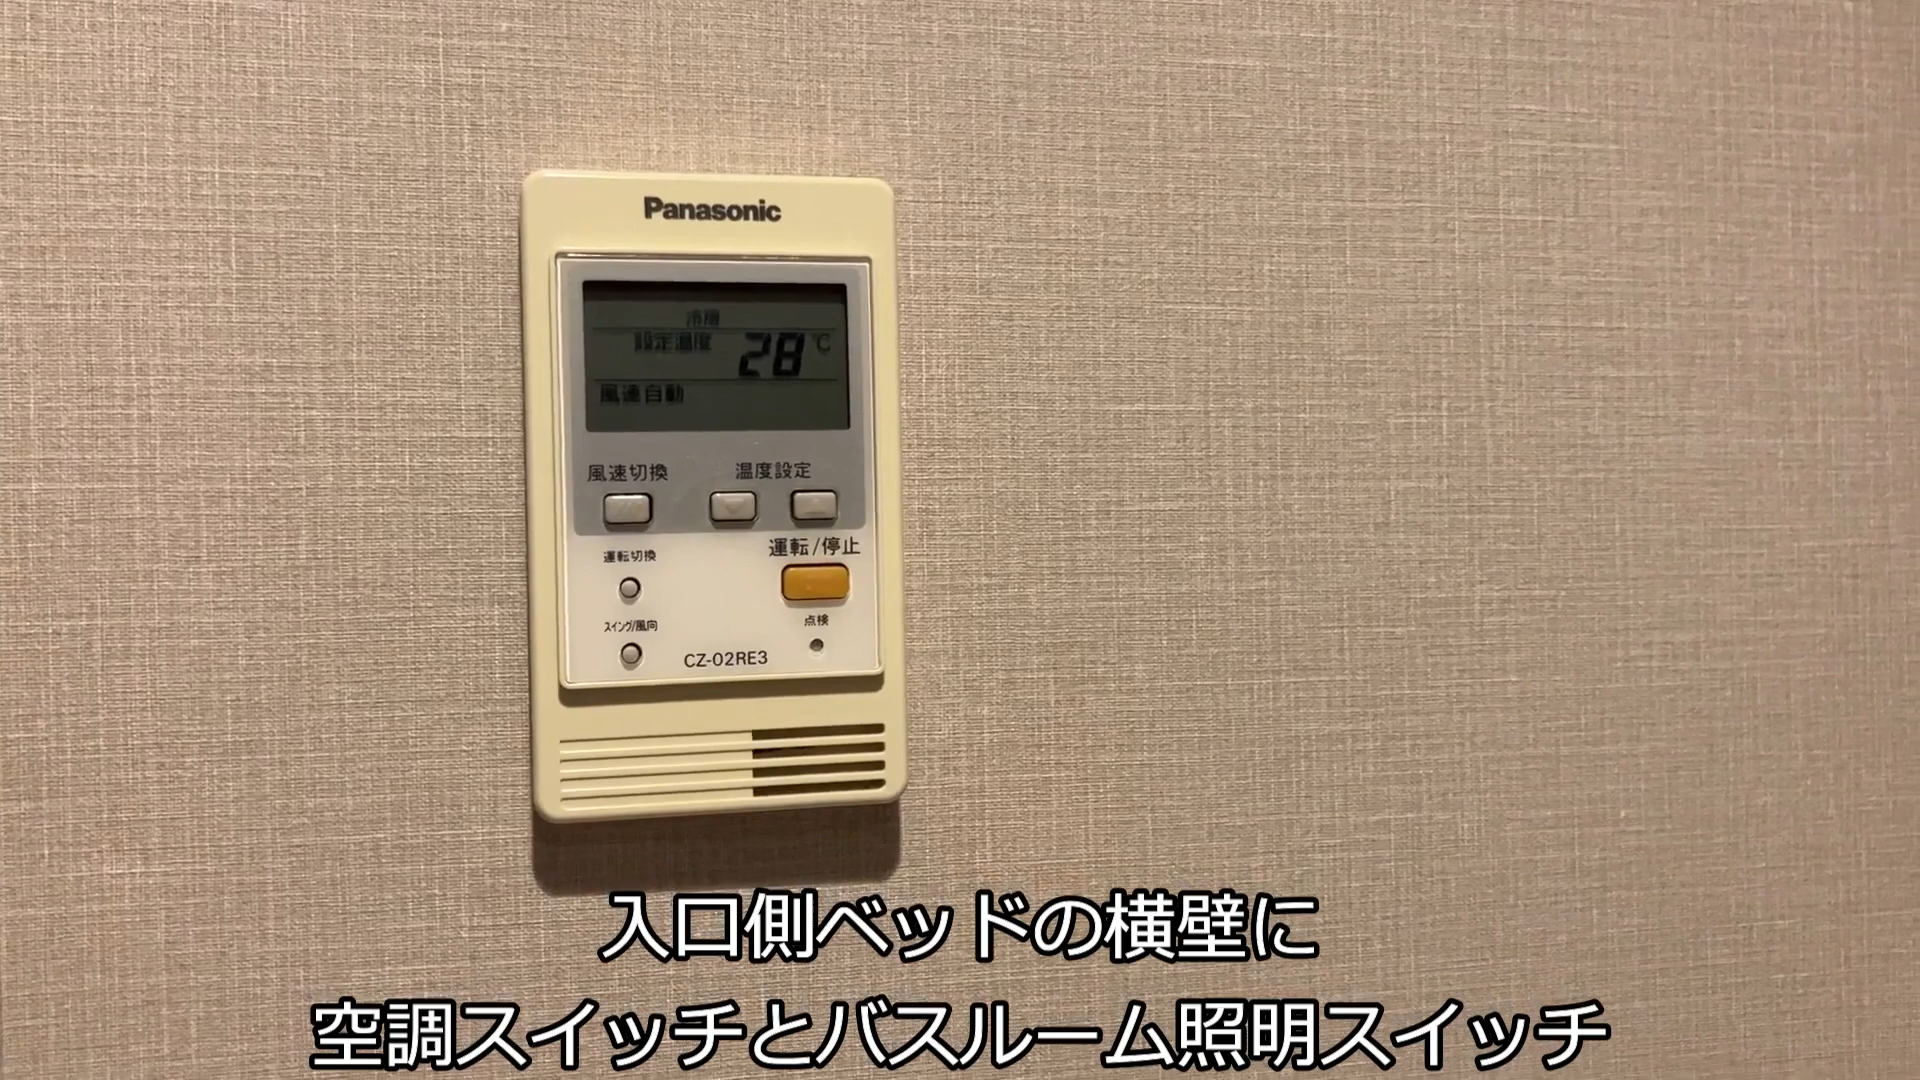 Panasonic
冷房
設定温度 28 ℃
風速自動
風速切換 温度設定
運転切換 運転/停止
スイング/風向 点検
CZ-02RE3
入口側ベッドの横壁に
空調スイッチとバスルーム照明スイッチ